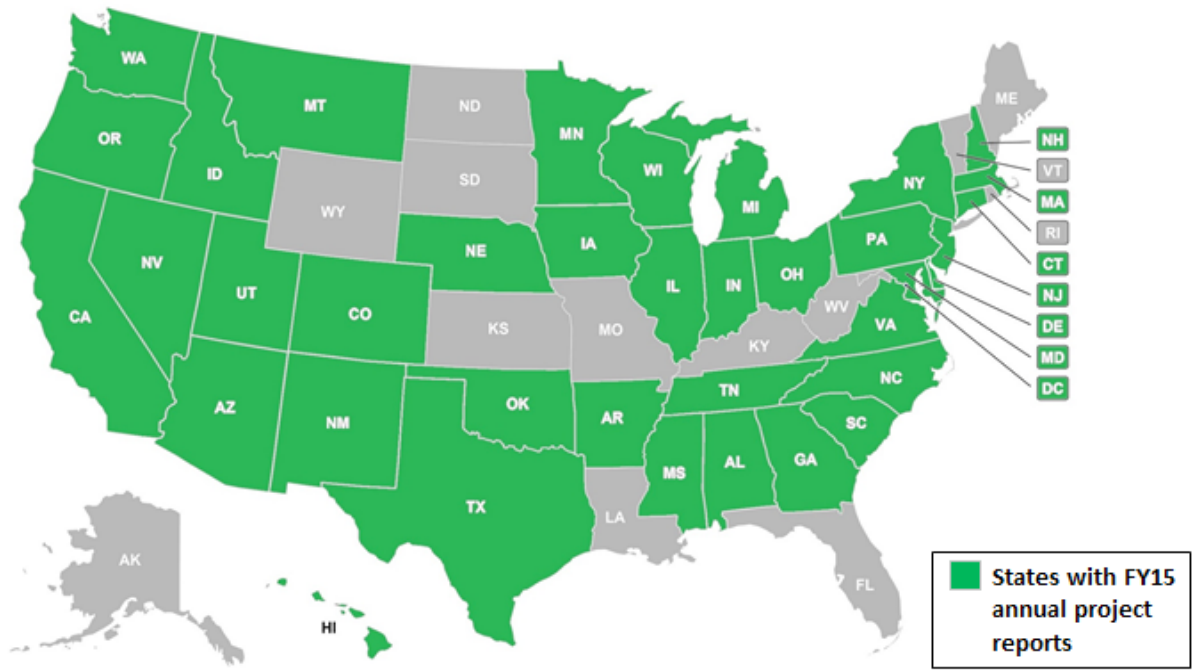 WA
MT
ND
MN
ME
OR
ID
SD
WI
MI
NY
NH
VT
MA
RI
CT
NJ
DE
MD
DC
WY
NE
IA
PA
NV
UT
CO
IL
IN
OH
WV
VA
CA
KS
MO
KY
NC
AZ
NM
OK
AR
TN
SC
MS
AL
GA
TX
LA
AK
HI
FL
States with FY15
annual project
reports